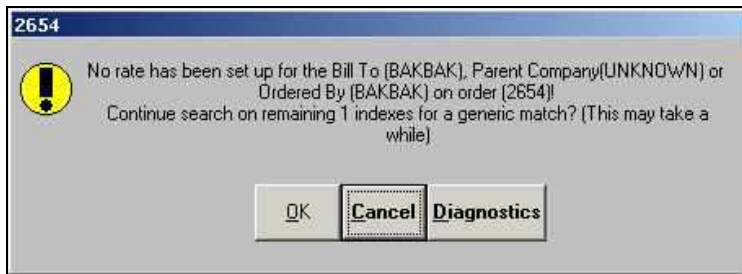 2654
No rate has been set up for the Bill To (BAKBAK), Parent Company(UNKNOWN) or
Ordered By (BAKBAK) on order (2654)!
Continue search on remaining 1 indexes for a generic match? (This may take a
while)
OK Cancel Diagnostics